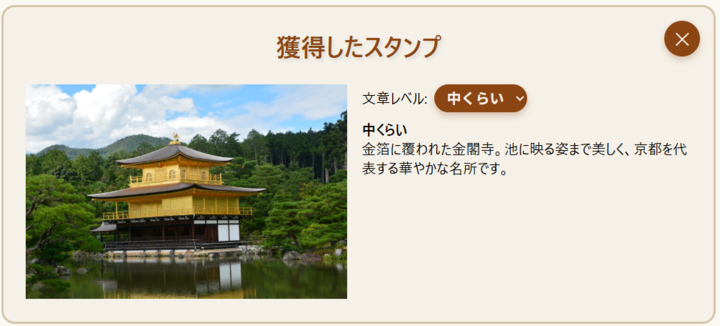 獲得したスタンプ
文章レベル: 中くらい
中くらい
金箔に覆われた金閣寺。池に映る姿まで美しく、京都を代
表する華やかな名所です。